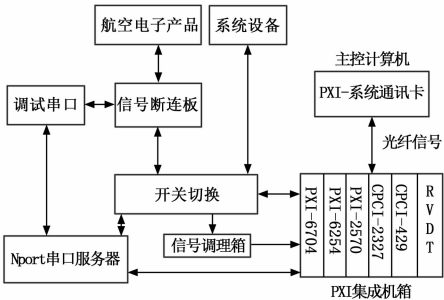 航空电子产品
系统设备
主控计算机
PXI-系统通讯卡
调试串口
信号断连板
光纤信号
开关切换
PXI-6704
PXI-6254
PXI-2570
CPCI-2327
CPCI-429
RVDT
信号调理箱
Nport串口服务器
PXI集成机箱